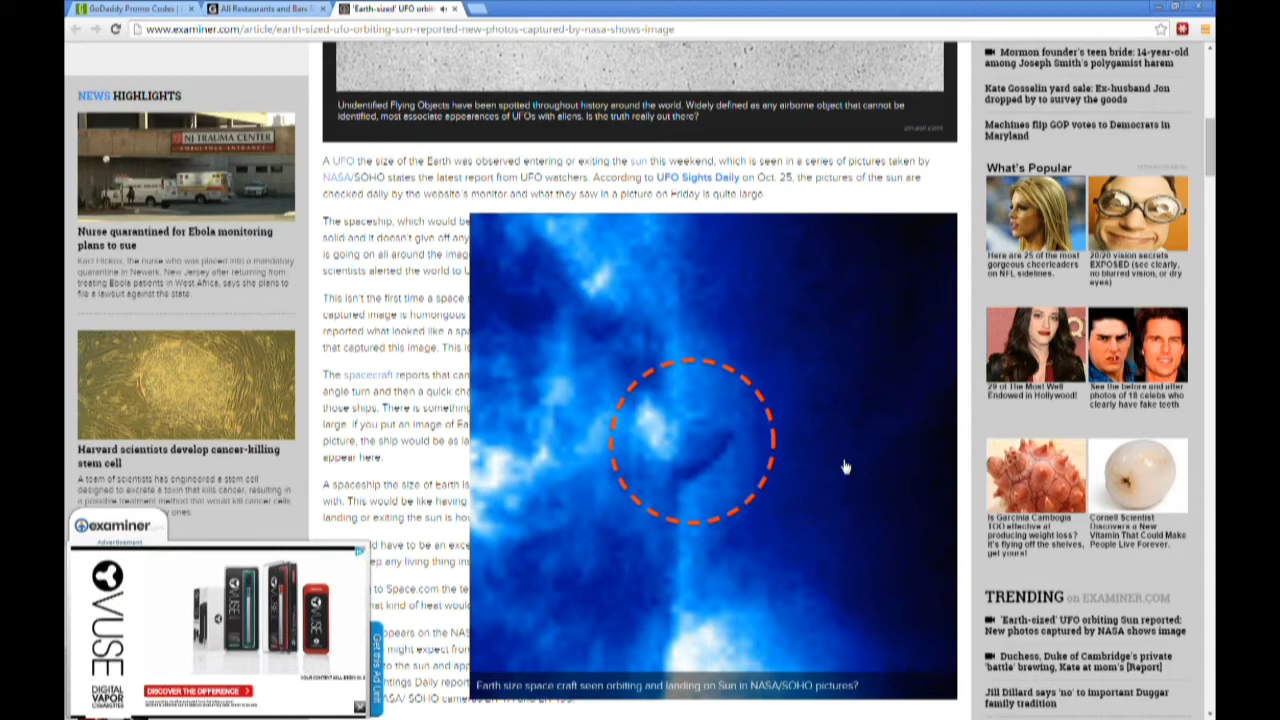 GoDaddy Promo Codes |
All Restaurants and Bars
'Earth-sized' UFO orbit
www.examiner.com/article/earth-sized-ufo-orbiting-sun-reported-new-photos-captured-by-nasa-shows-image
NEWS HIGHLIGHTS
NJ TRAUMA CENTER
AMBULANCE ENTRANCE
Nurse quarantined for Ebola monitoring
plans to sue
Kaci Hickox, the nurse who was placed into a mandatory
quarantine in Newark, New Jersey after returning from
treating Ebola patients in West Africa, says she plans to
file a lawsuit against the state.
Harvard scientists develop cancer-killing
stem cell
A team of scientists has engineered a stem cell
designed to excrete a toxin that kills cancer, resulting in
a possible treatment method that would kill cancer cells
ones.
examiner
Advertisement
VUSE
DIGITAL
VAPOR
CIGARETTES
DISCOVER THE DIFFERENCE
Get this Ad Unit
Unidentified Flying Objects have been spotted throughout history around the world. Widely defined as any airborne object that cannot be
identified, most associate appearances of UFOs with aliens. Is the truth really out there?
A UFO the size of the Earth was observed entering or exiting the sun this weekend, which is seen in a series of pictures taken by
NASA/SOHO states the latest report from UFO watchers. According to UFO Sights Daily on Oct. 25, the pictures of the sun are
checked daily by the website's monitor and what they saw in a picture on Friday is quite large.
The spaceship, which would be
solid and it doesn't give off any
is going on all around the imag
scientists alerted the world to U
This isn't the first time a space
captured image is humongous
reported what looked like a spa
that captured this image. This i
The spacecraft reports that can
angle turn and then a quick cha
those ships. There is something
large. If you put an image of Ea
picture, the ship would be as la
appear here.
A spaceship the size of Earth is
with. This would be like having
landing or exiting the sun is how
d have to be an exce
ep any living thing ins
to Space.com the te
hat kind of heat would
ppears on the NAS
might expect from
to the sun and app
htings Daily report
ASA/ SOHO camera
Earth size space craft seen orbiting and landing on Sun in NASA/SOHO pictures?
Mormon founder's teen bride: 14-year-old
among Joseph Smith's polygamist harem
Kate Gosselin yard sale: Ex-husband Jon
dropped by to survey the goods
Machines flip GOP votes to Democrats in
Maryland
What's Popular
Here are 25 of the most
gorgeous cheerleaders
on NFL sidelines.
20/20 vision secrets
EXPOSED (see clearly,
no blurred vision, or dry
eyes)
29 of The Most Well
Endowed in Hollywood!
See the before and after
photos of 18 celebs who
clearly have fake teeth
Is Garcinia Cambogia
100 effective at
producing weight loss?
It's flying off the shelves,
get yours!
Cornell Scientist
Discovers a New
Vitamin That Could Make
People Live Forever.
TRENDING on EXAMINER.COM
'Earth-sized' UFO orbiting Sun reported:
New photos captured by NASA shows image
Duchess, Duke of Cambridge's private
'battle' brewing, Kate at mom's [Report]
Jill Dillard says 'no' to important Duggar
family tradition